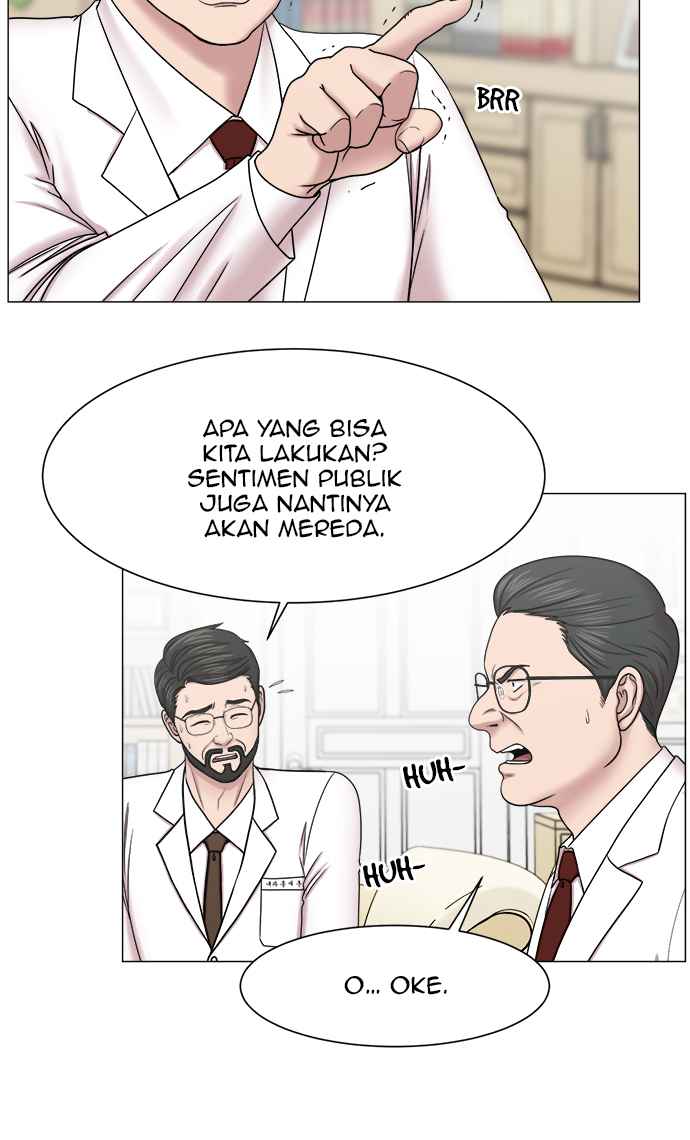 BRR
APA YANG BISA
KITA LAKUKAN?
SENTIMEN PUBLIK
JUGA NANTINYA
AKAN MEREDA.
HUH-
HUH-
O... OKE.